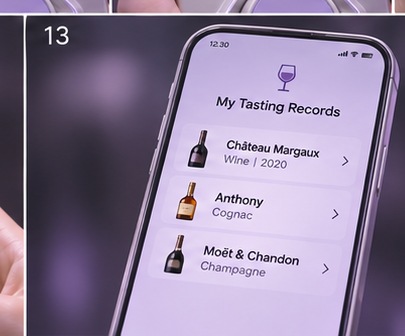 13
12.30
My Tasting Records
Château Margaux
Wine | 2020
Anthony
Cognac
Moët & Chandon
Champagne